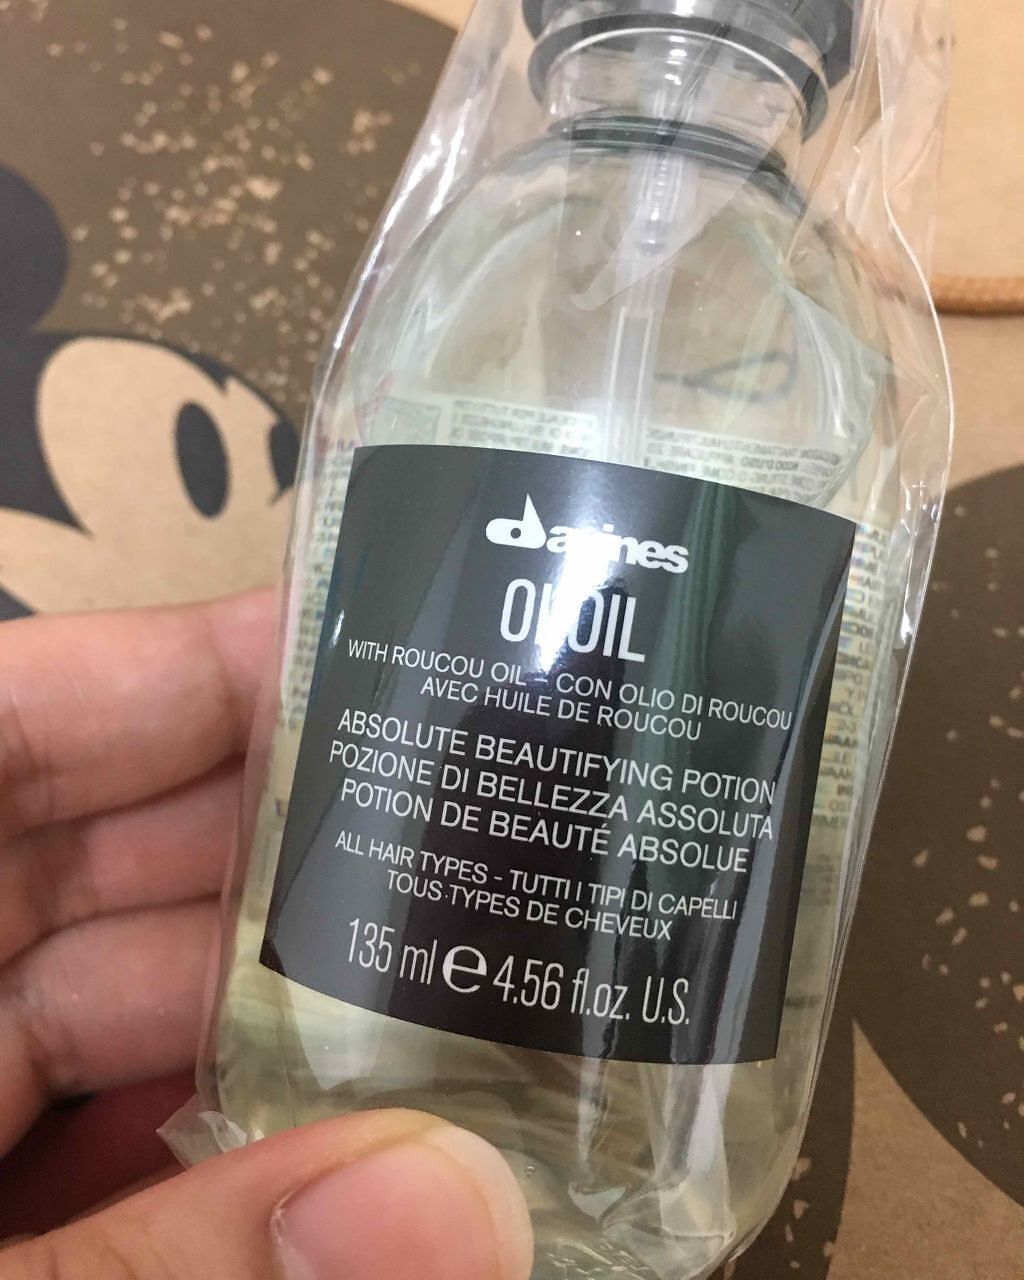 davines
OI OIL
WITH ROUCOU OIL - CON OLIO DI ROUCOU
AVEC HUILE DE ROUCOU
ABSOLUTE BEAUTIFYING POTION
POZIONE DI BELLEZZA ASSOLUTA
POTION DE BEAUTÉ ABSOLUE
ALL HAIR TYPES - TUTTI I TIPI DI CAPELLI
TOUS TYPES DE CHEVEUX
135 ml e 4.56 fl.oz. U.S.